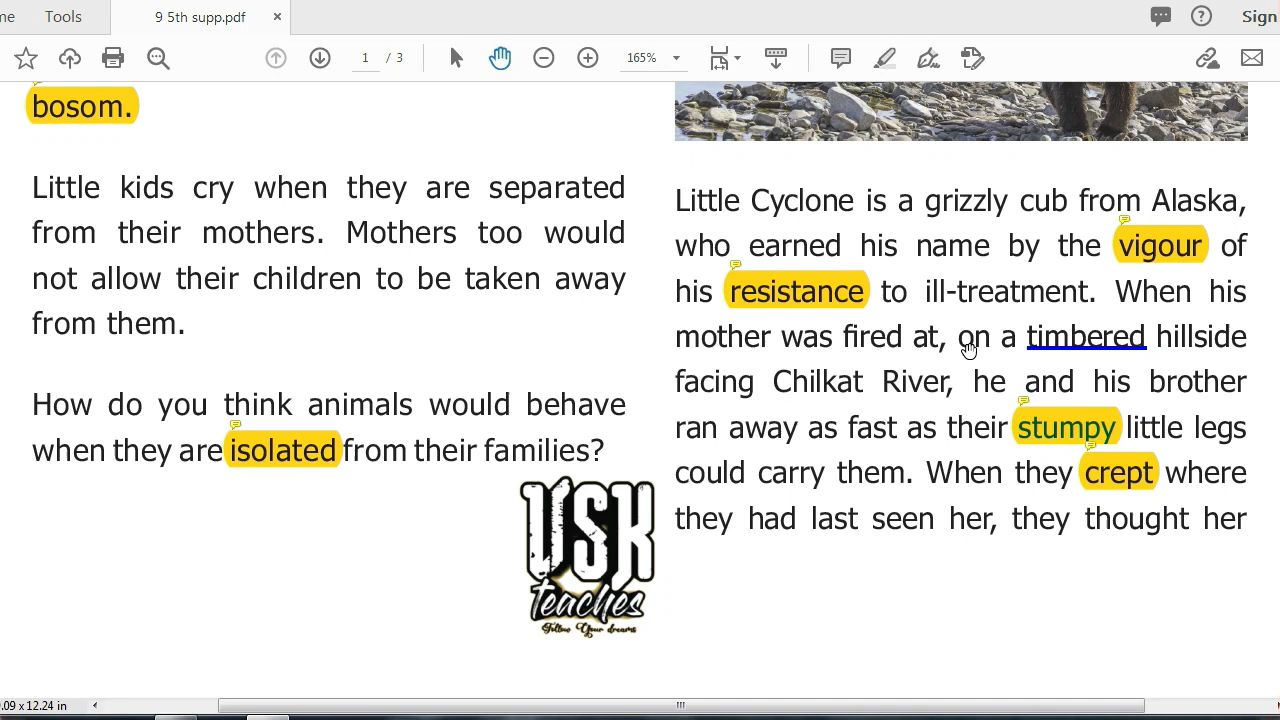 me
Tools
9 5th supp.pdf
×
Sign
1 / 3
165%
bosom.
Little kids cry when they are separated
from their mothers. Mothers too would
not allow their children to be taken away
from them.
How do you think animals would behave
when they are isolated from their families?
VSK
teaches
Follow Your dreams
Little Cyclone is a grizzly cub from Alaska,
who earned his name by the vigour of
his resistance to ill-treatment. When his
mother was fired at, on a timbered hillside
facing Chilkat River, he and his brother
ran away as fast as their stumpy little legs
could carry them. When they crept where
they had last seen her, they thought her
.09 x 12.24 in